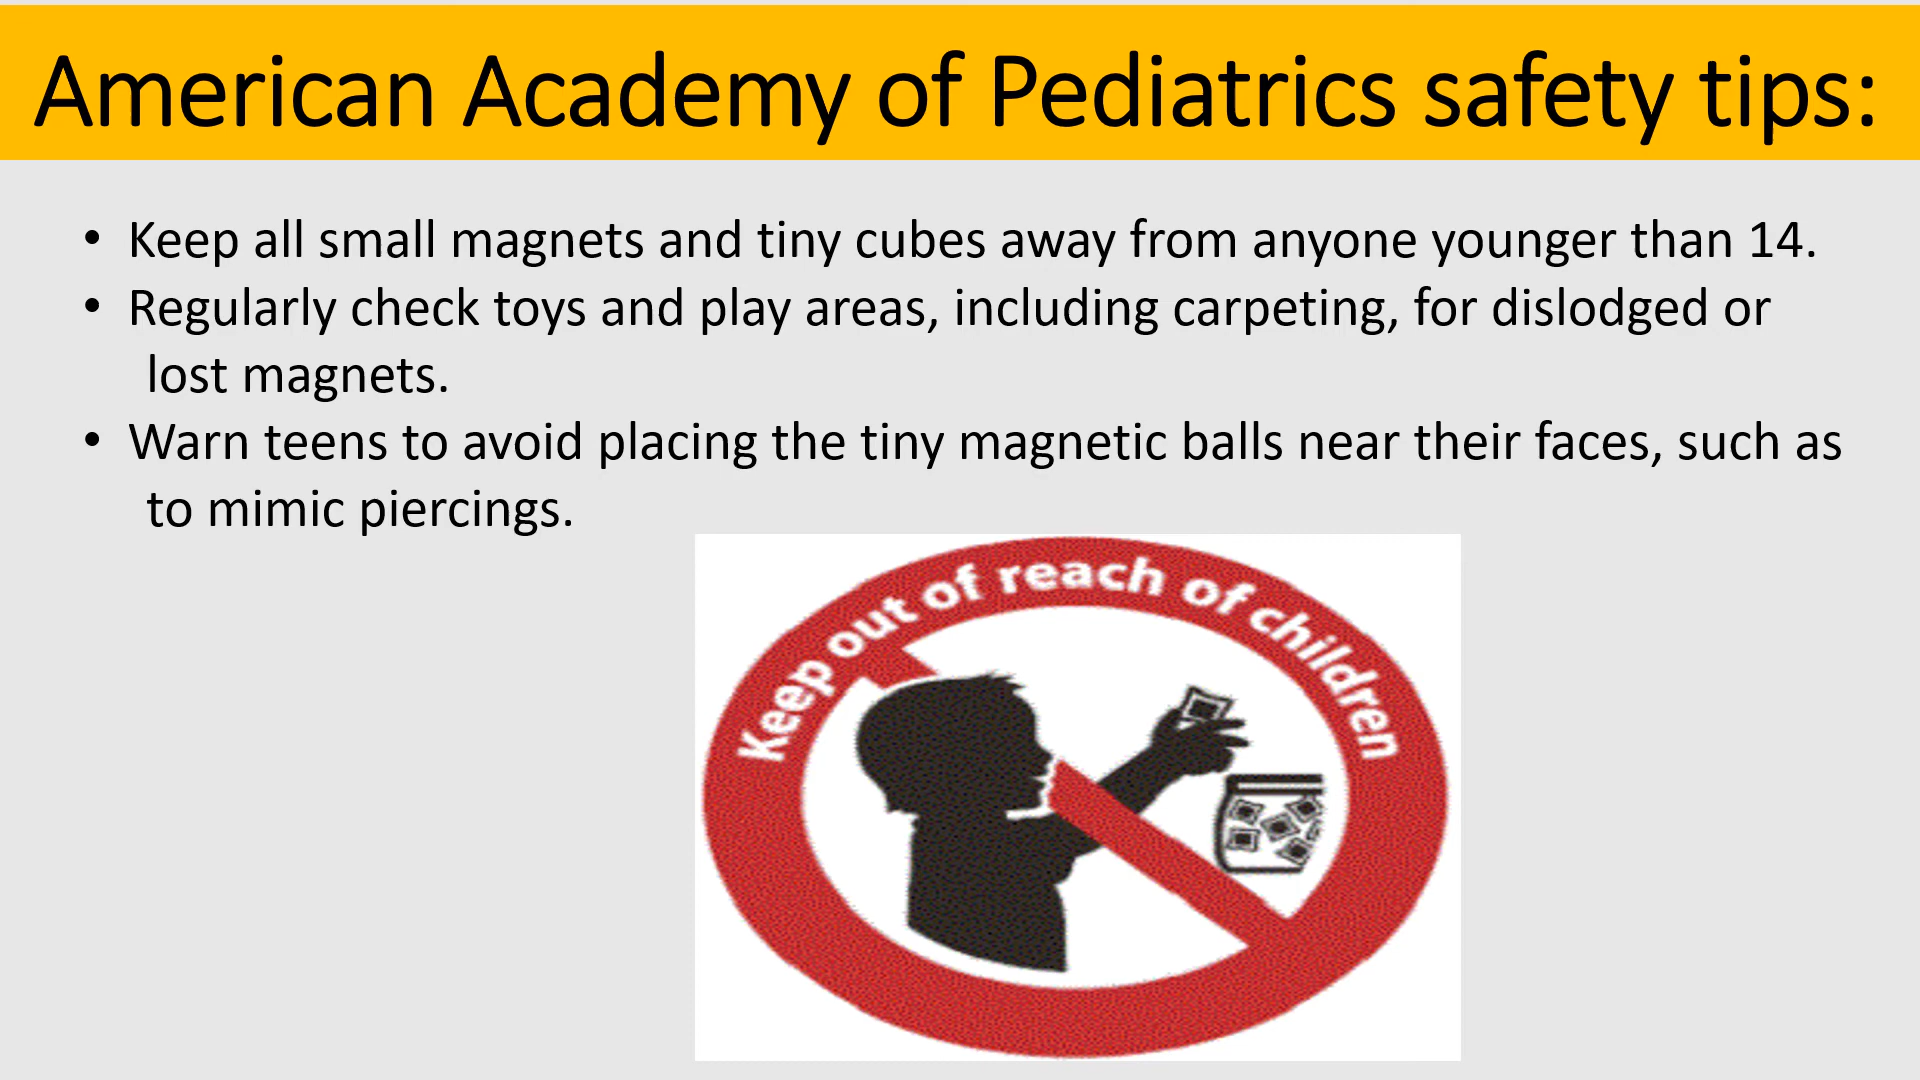 American Academy of Pediatrics safety tips:
• Keep all small magnets and tiny cubes away from anyone younger than 14.
• Regularly check toys and play areas, including carpeting, for dislodged or
lost magnets.
• Warn teens to avoid placing the tiny magnetic balls near their faces, such as
to mimic piercings.
Keep out of reach of children